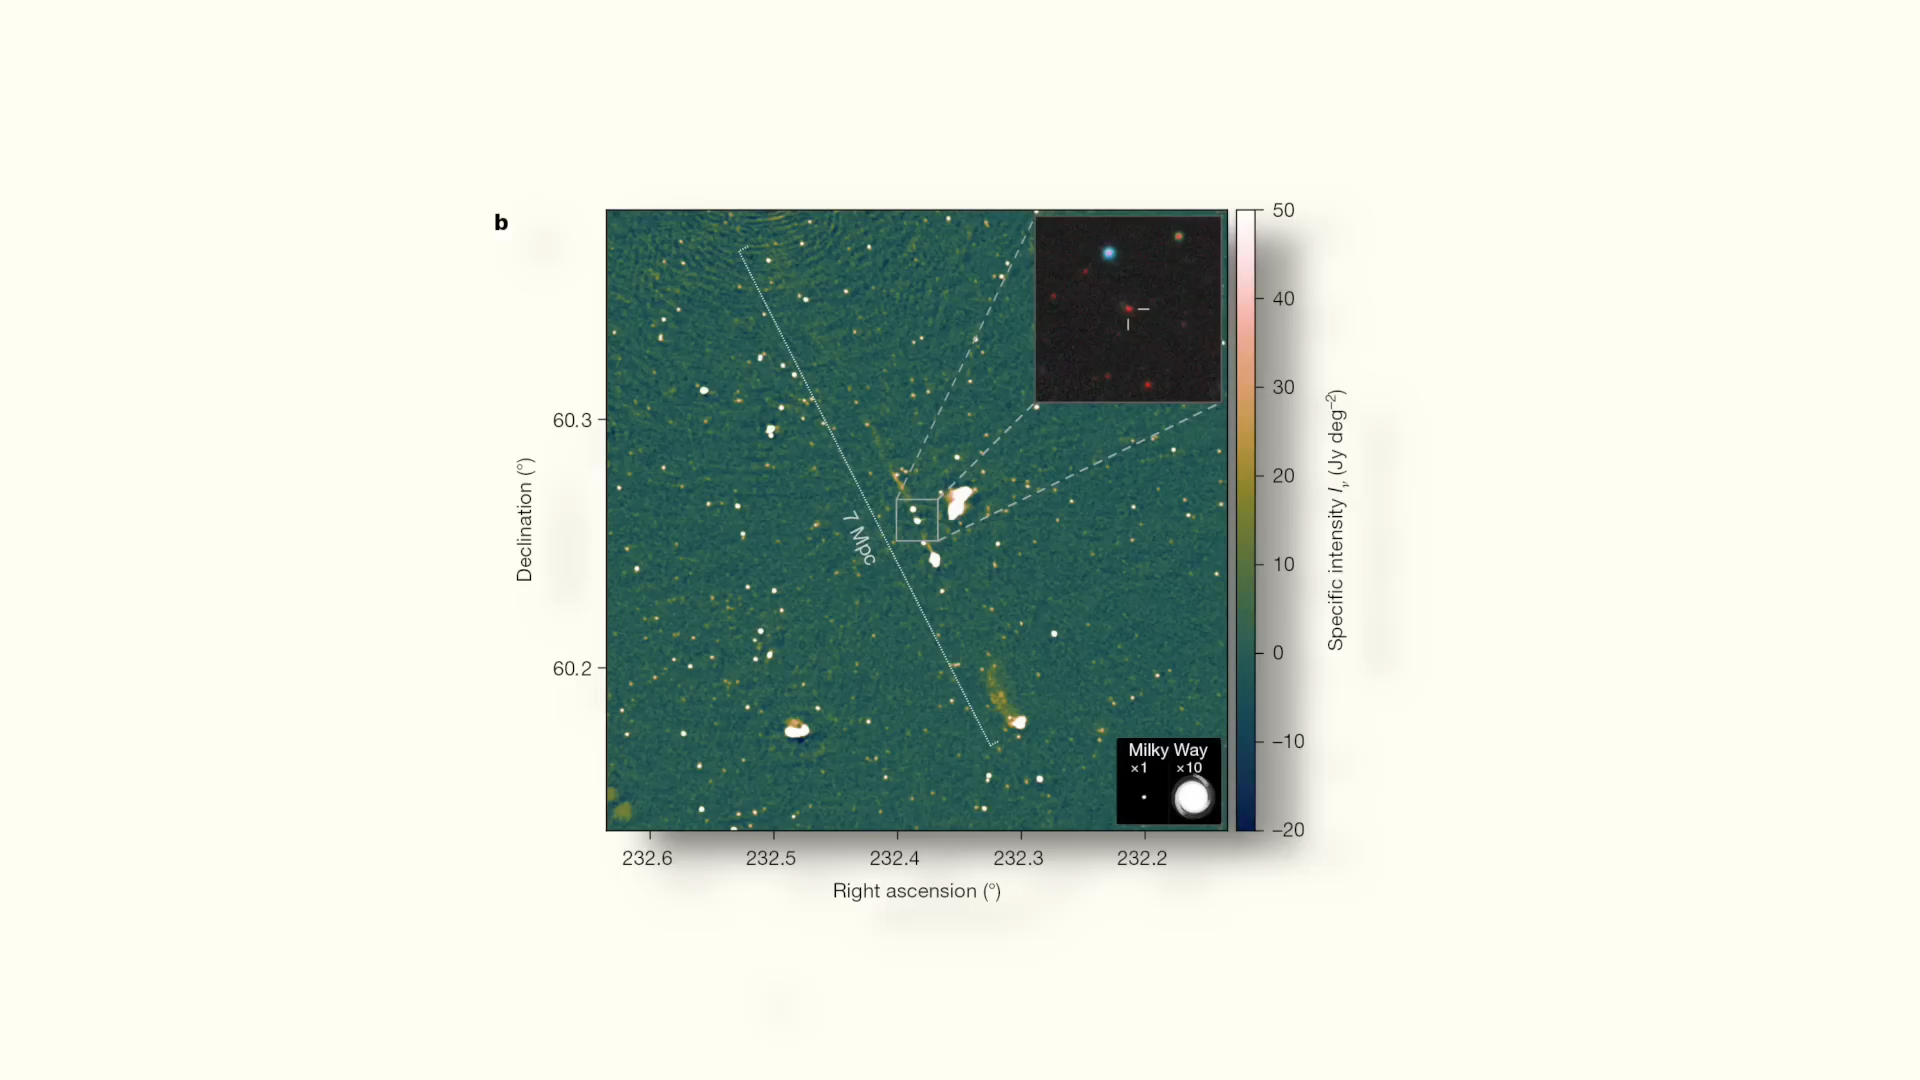 b
50
40
30
20
10
0
−10
−20
Specific intensity Iν (Jy deg−2)
60.3
60.2
Declination (°)
7 Mpc
Milky Way
×1 ×10
232.6 232.5 232.4 232.3 232.2
Right ascension (°)